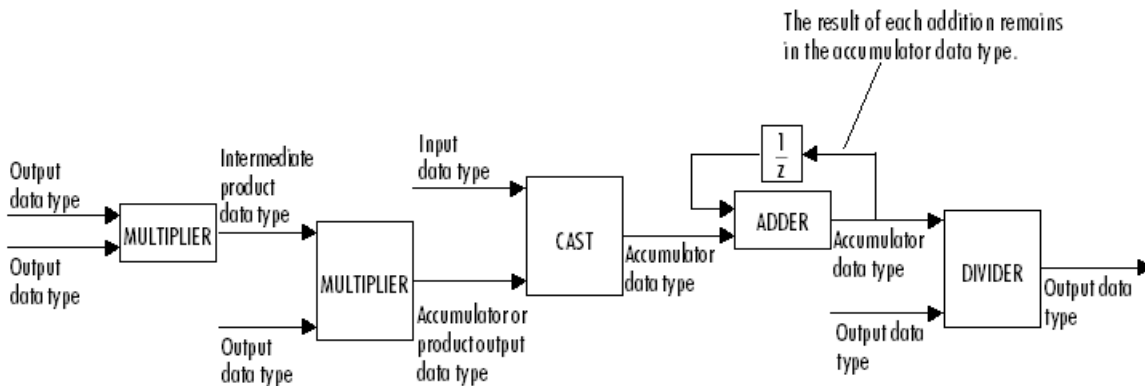 The result of each addition remains
in the accumulator data type.
Output
data type
Output
data type
MULTIPLIER
Intermediate
product
data type
Output
data type
MULTIPLIER
Accumulator or
product output
data type
Input
data type
CAST
Accumulator
data type
1
z
ADDER
Accumulator
data type
Output data
type
DIVIDER
Output data
type